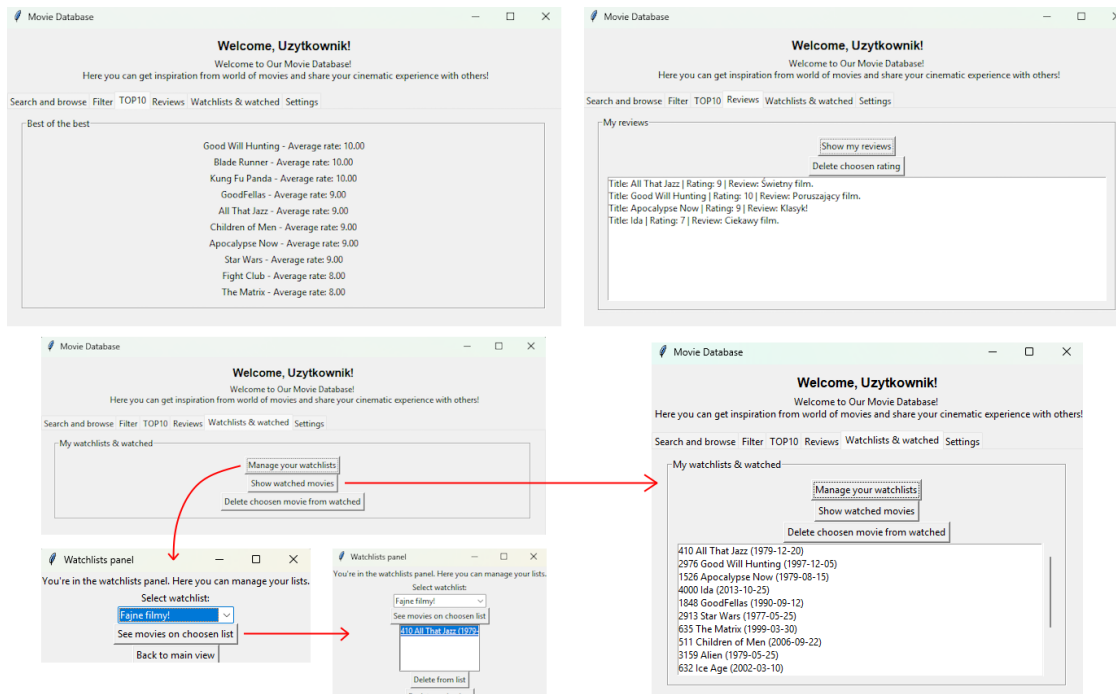 Movie Database
Welcome, Uzytkownik!
Welcome to Our Movie Database!
Here you can get inspiration from world of movies and share your cinematic experience with others!
Search and browse Filter TOP10 Reviews Watchlists & watched Settings
Best of the best
Good Will Hunting - Average rate: 10.00
Blade Runner - Average rate: 10.00
Kung Fu Panda - Average rate: 10.00
GoodFellas - Average rate: 9.00
All That Jazz - Average rate: 9.00
Children of Men - Average rate: 9.00
Apocalypse Now - Average rate: 9.00
Star Wars - Average rate: 9.00
Fight Club - Average rate: 8.00
The Matrix - Average rate: 8.00
Movie Database
Welcome, Uzytkownik!
Welcome to Our Movie Database!
Here you can get inspiration from world of movies and share your cinematic experience with others!
Search and browse Filter TOP10 Reviews Watchlists & watched Settings
My reviews
Show my reviews
Delete choosen rating
Title: All That Jazz | Rating: 9 | Review: Świetny film.
Title: Good Will Hunting | Rating: 10 | Review: Poruszający film.
Title: Apocalypse Now | Rating: 9 | Review: Klasyk!
Title: Ida | Rating: 7 | Review: Ciekawy film.
Movie Database
Welcome, Uzytkownik!
Welcome to Our Movie Database!
Here you can get inspiration from world of movies and share your cinematic experience with others!
Search and browse Filter TOP10 Reviews Watchlists & watched Settings
My watchlists & watched
Manage your watchlists
Show watched movies
Delete choosen movie from watched
Movie Database
Welcome, Uzytkownik!
Welcome to Our Movie Database!
Here you can get inspiration from world of movies and share your cinematic experience with others!
Search and browse Filter TOP10 Reviews Watchlists & watched Settings
My watchlists & watched
Manage your watchlists
Show watched movies
Delete choosen movie from watched
410 All That Jazz (1979-12-20)
2976 Good Will Hunting (1997-12-05)
1526 Apocalypse Now (1979-08-15)
4000 Ida (2013-10-25)
1848 GoodFellas (1990-09-12)
2913 Star Wars (1977-05-25)
635 The Matrix (1999-03-30)
511 Children of Men (2006-09-22)
3159 Alien (1979-05-25)
632 Ice Age (2002-03-10)
Watchlists panel
You're in the watchlists panel. Here you can manage your lists.
Select watchlist:
Fajne filmy!
See movies on choosen list
Back to main view
Watchlists panel
You're in the watchlists panel. Here you can manage your lists.
Select watchlist:
Fajne filmy!
See movies on choosen list
410 All That Jazz (1979-
Delete from list